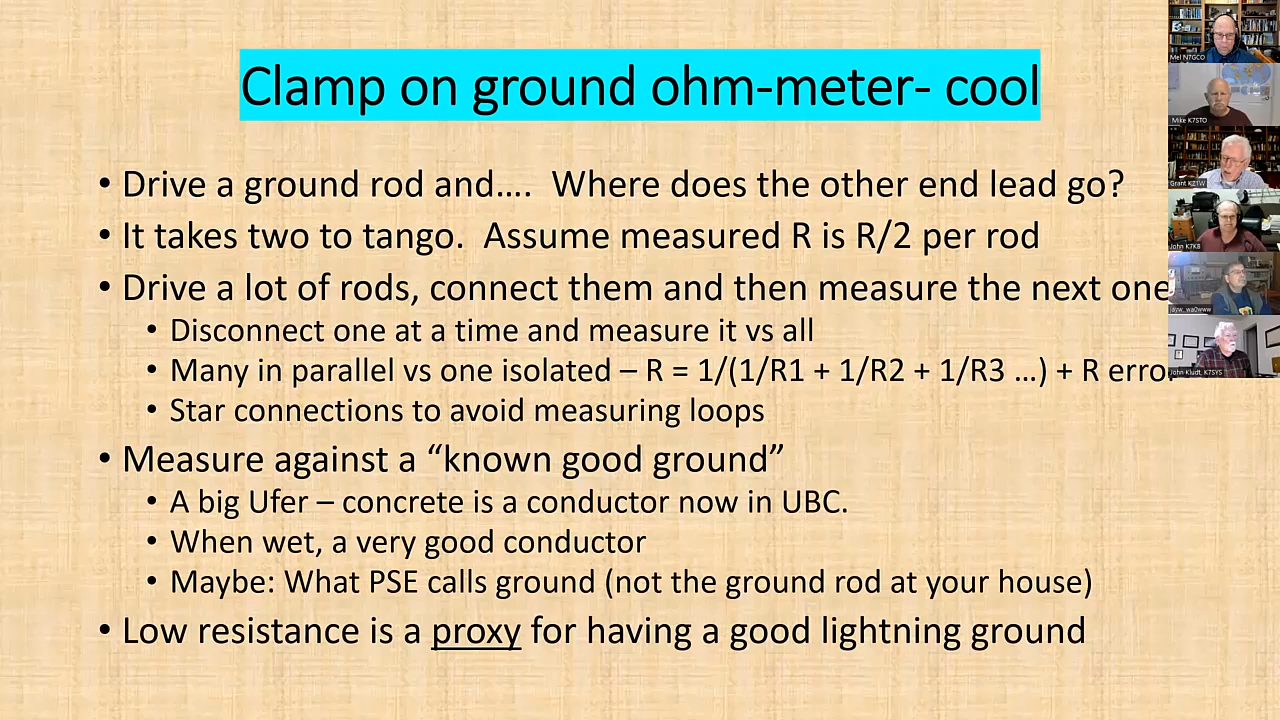 Clamp on ground ohm-meter- cool
• Drive a ground rod and…. Where does the other end lead go?
• It takes two to tango. Assume measured R is R/2 per rod
• Drive a lot of rods, connect them and then measure the next one
• Disconnect one at a time and measure it vs all
• Many in parallel vs one isolated – R = 1/(1/R1 + 1/R2 + 1/R3 …) + R error
• Star connections to avoid measuring loops
• Measure against a “known good ground”
• A big Ufer – concrete is a conductor now in UBC.
• When wet, a very good conductor
• Maybe: What PSE calls ground (not the ground rod at your house)
• Low resistance is a proxy for having a good lightning ground
Mel N7GCO
Mike K7STO
Grant KZ1W
John K7KB
jayw_wa0www
John Kludt, K7SYS